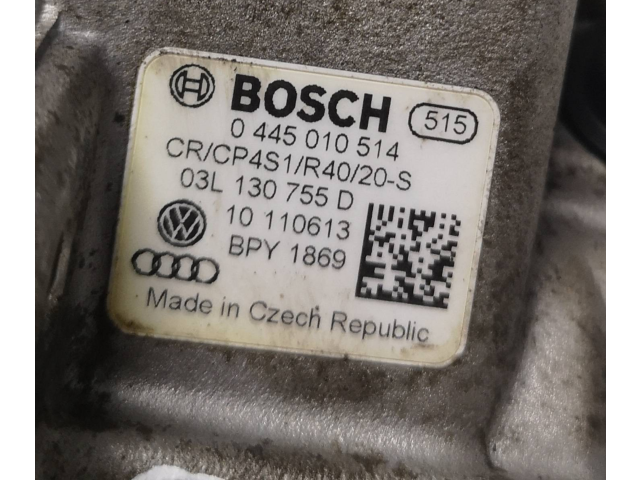 BOSCH 515
0 445 010 514
CR/CP4S1/R40/20-S
03L 130 755 D
10 110613
BPY 1869
Made in Czech Republic